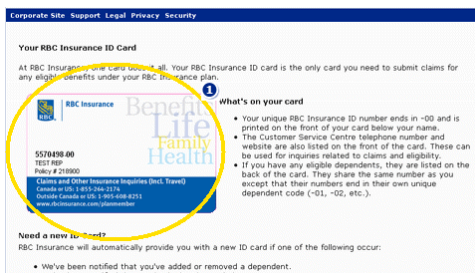 Corporate Site Support Legal Privacy Security
Your RBC Insurance ID Card
At RBC Insurance, one card does it all. Your RBC Insurance ID card is the only card you need to submit claims for
any eligible benefits under your RBC Insurance plan.
1
RBC
RBC Insurance
Benefits
Life
Family
Health
5570498-00
TEST REP
Policy # 210900
Claims and Other Insurance Inquiries (Incl. Travel)
Canada or US: 1-855-264-2174
Outside Canada or US: 1-905-608-8251
www.rbcinsurance.com/planmember
What's on your card
• Your unique RBC Insurance ID number ends in -00 and is
printed on the front of your card below your name.
• The Customer Service Centre telephone number and
website are also listed on the front of the card. These can
be used for inquiries related to claims and eligiblity.
• If you have any eligible dependents, they are listed on the
back of the card. They share the same number as you
except that their numbers end in their own unique
dependent code (-01, -02, etc.).
Need a new ID Card?
RBC Insurance will automatically provide you with a new ID card if one of the following occur:
• We've been notified that you've added or removed a dependent.